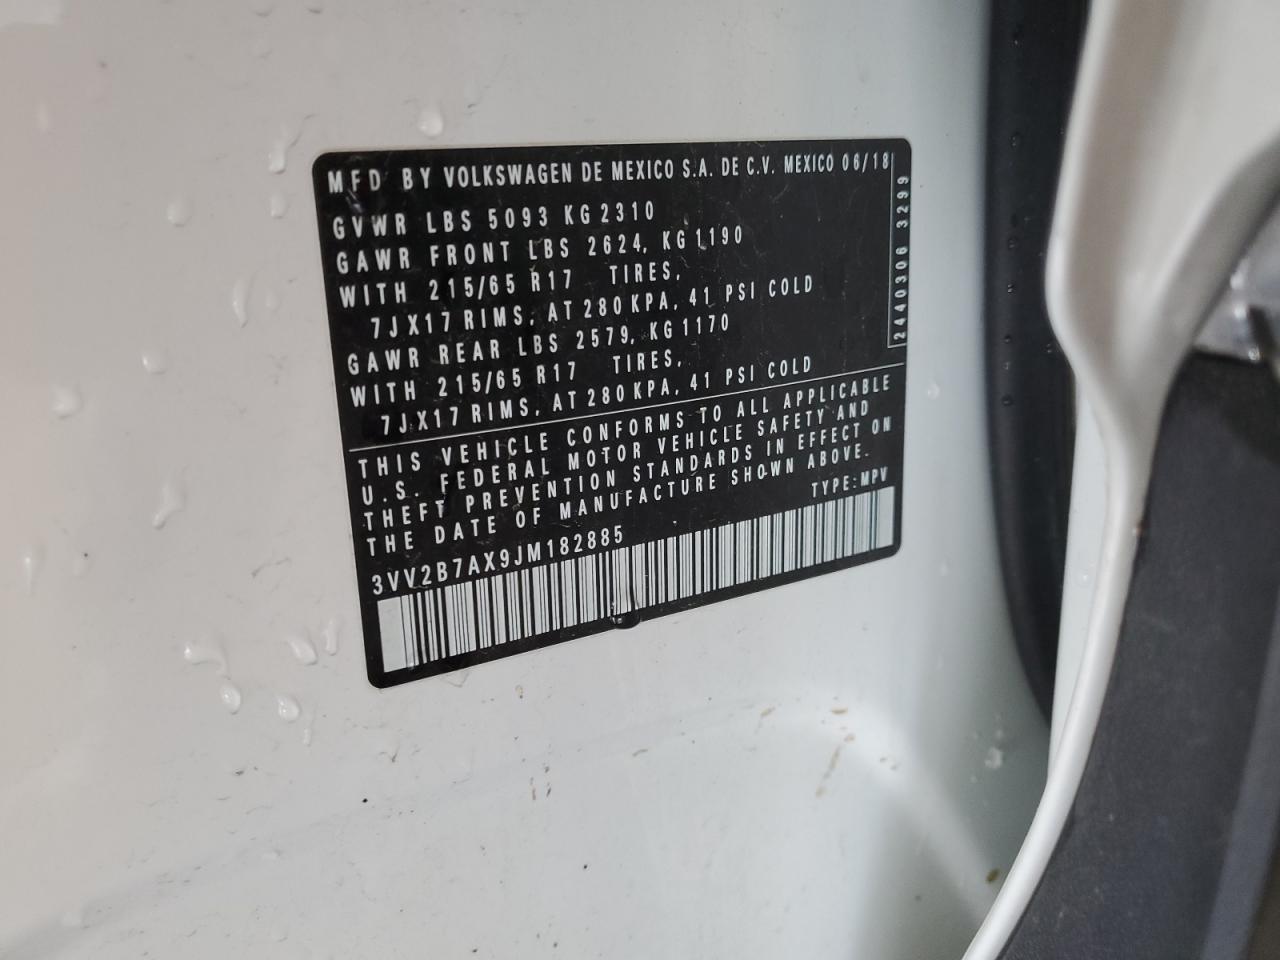 MFD BY VOLKSWAGEN DE MEXICO S.A. DE C.V. MEXICO 06/18
GVWR LBS 5093 KG 2310
GAWR FRONT LBS 2624, KG 1190
WITH 215/65 R17 TIRES,
7JX17 RIMS, AT 280 KPA, 41 PSI COLD
GAWR REAR LBS 2579, KG 1170
WITH 215/65 R17 TIRES,
7JX17 RIMS, AT 280 KPA, 41 PSI COLD
2440306 3299
THIS VEHICLE CONFORMS TO ALL APPLICABLE
U.S. FEDERAL MOTOR VEHICLE SAFETY AND
THEFT PREVENTION STANDARDS IN EFFECT ON
THE DATE OF MANUFACTURE SHOWN ABOVE.
TYPE: MPV
3VV2B7AX9JM182885